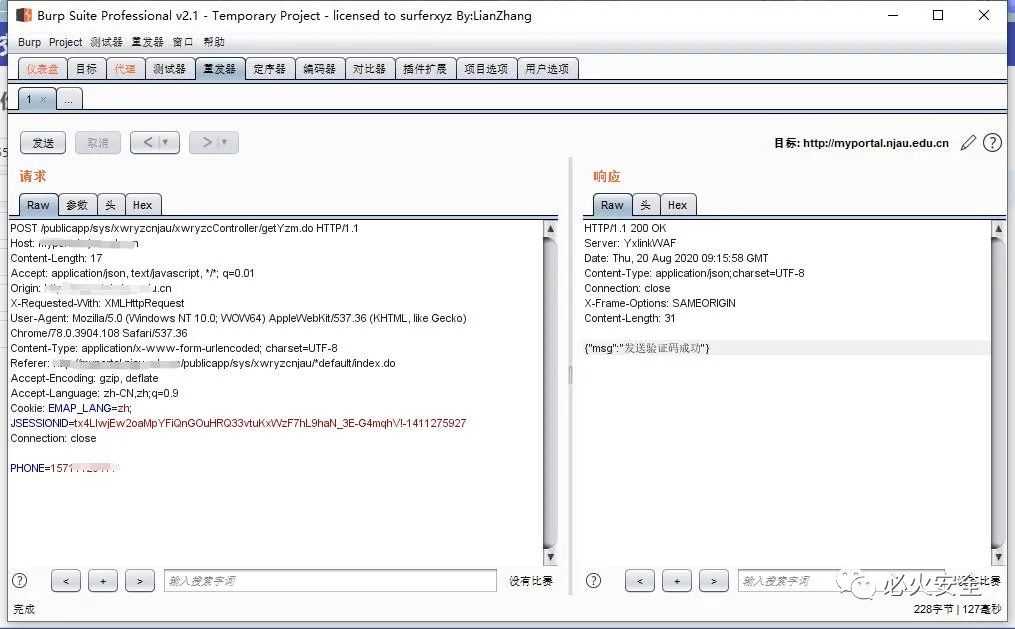 Burp Suite Professional v2.1 - Temporary Project - licensed to surferxyz By:LianZhang
Burp Project 测试器 重发器 窗口 帮助
仪表盘 目标 代理 测试器 重发器 定序器 编码器 对比器 插件扩展 项目选项 用户选项
1 × ...
发送 取消 < >
目标: http://myportal.njau.edu.cn
请求
Raw 参数 头 Hex
POST /publicapp/sys/xwryzcnjau/xwryzcController/getYzm.do HTTP/1.1
Host:
Content-Length: 17
Accept: application/json, text/javascript, */*; q=0.01
Origin:
X-Requested-With: XMLHttpRequest
User-Agent: Mozilla/5.0 (Windows NT 10.0; WOW64) AppleWebKit/537.36 (KHTML, like Gecko)
Chrome/78.0.3904.108 Safari/537.36
Content-Type: application/x-www-form-urlencoded; charset=UTF-8
Referer: /publicapp/sys/xwryzcnjau/*default/index.do
Accept-Encoding: gzip, deflate
Accept-Language: zh-CN,zh;q=0.9
Cookie: EMAP_LANG=zh;
JSESSIONID=tx4LIwjEw2oaMpYFiQnGOuHRQ33vtuKxWzF7hL9haN_3E-G4mqhV!-1411275927
Connection: close
PHONE=1571
? < + > 输入搜索字词 没有比赛
响应
Raw 头 Hex
HTTP/1.1 200 OK
Server: YxlinkWAF
Date: Thu, 20 Aug 2020 09:15:58 GMT
Content-Type: application/json;charset=UTF-8
Connection: close
X-Frame-Options: SAMEORIGIN
Content-Length: 31
{"msg":"发送验证码成功"}
? < + > 输入搜索字词 没有比赛
必火安全
完成
228字节 | 127毫秒